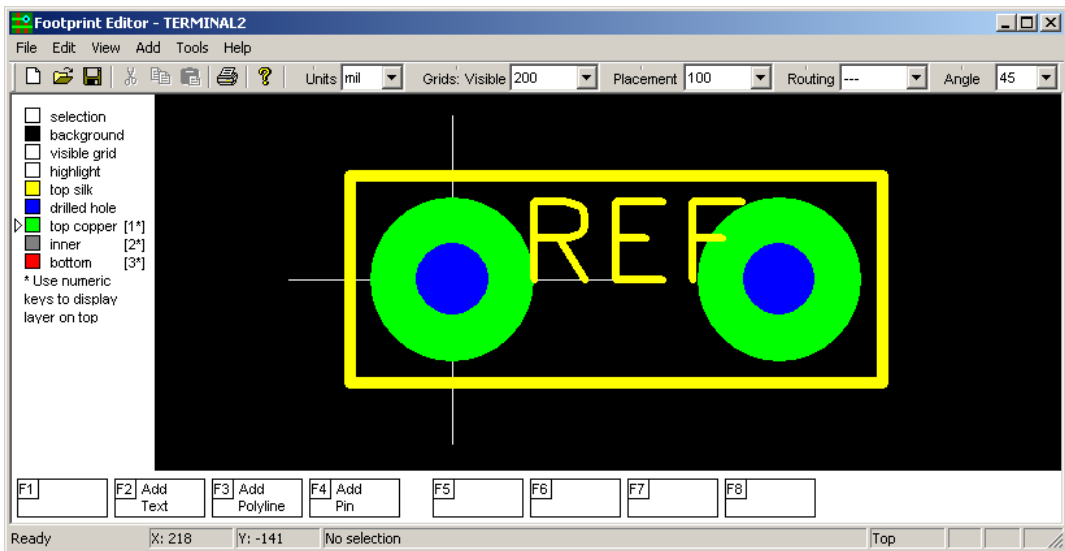 Footprint Editor - TERMINAL2
File Edit View Add Tools Help
Units mil Grids: Visible 200 Placement 100 Routing --- Angle 45
selection
background
visible grid
highlight
top silk
drilled hole
top copper [1*]
inner [2*]
bottom [3*]
* Use numeric
keys to display
layer on top
REF
F1 F2 Add Text F3 Add Polyline F4 Add Pin F5 F6 F7 F8
Ready X: 218 Y: -141 No selection Top